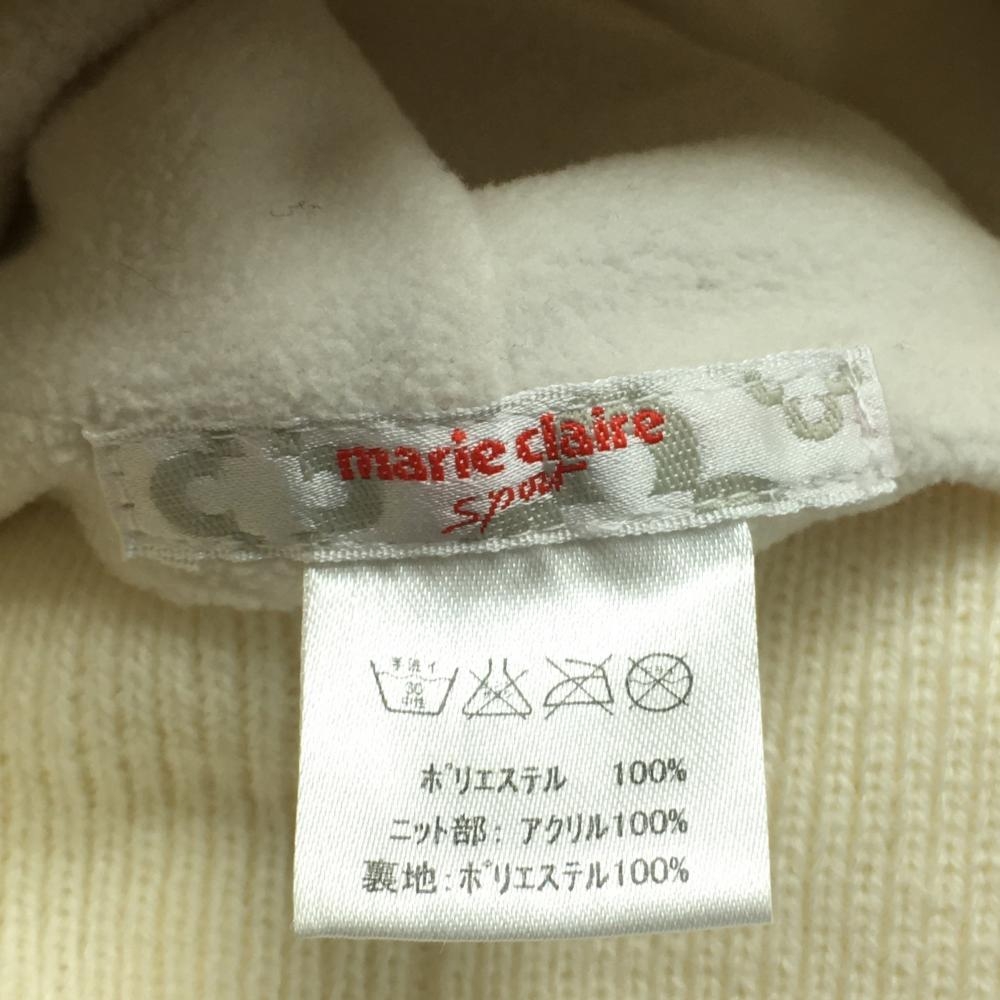 marie claire
Sport
手洗イ
30
中性
ポリエステル 100%
ニット部: アクリル100%
裏地:ポリエステル100%